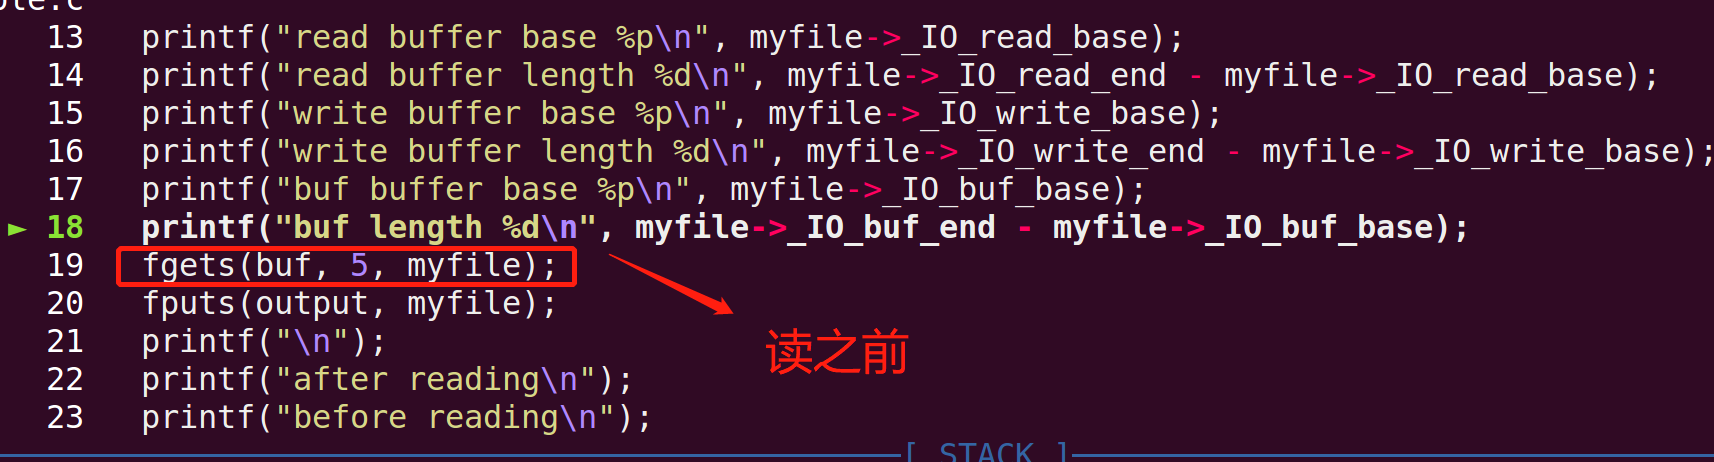 ple.c
13 printf("read buffer base %p\n", myfile->_IO_read_base);
14 printf("read buffer length %d\n", myfile->_IO_read_end - myfile->_IO_read_base);
15 printf("write buffer base %p\n", myfile->_IO_write_base);
16 printf("write buffer length %d\n", myfile->_IO_write_end - myfile->_IO_write_base);
17 printf("buf buffer base %p\n", myfile->_IO_buf_base);
► 18 printf("buf length %d\n", myfile->_IO_buf_end - myfile->_IO_buf_base);
19 fgets(buf, 5, myfile);
20 fputs(output, myfile);
21 printf("\n");
读之前
22 printf("after reading\n");
23 printf("before reading\n");
[ STACK ]